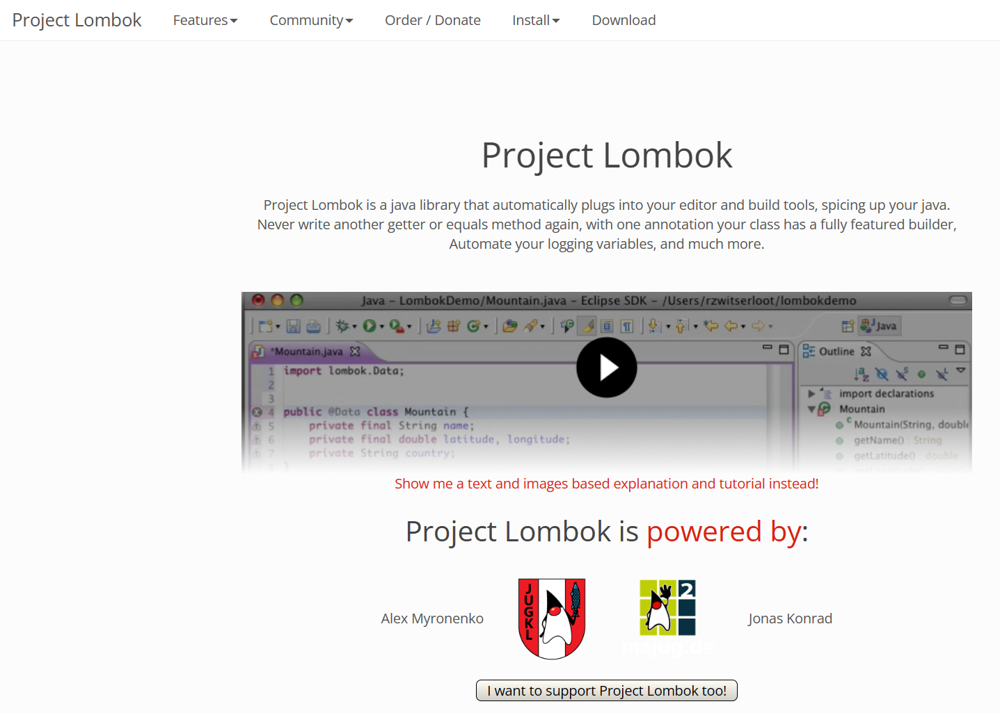 Project Lombok
Features
Community
Order / Donate
Install
Download
Project Lombok
Project Lombok is a java library that automatically plugs into your editor and build tools, spicing up your java.
Never write another getter or equals method again, with one annotation your class has a fully featured builder,
Automate your logging variables, and much more.
Java – LombokDemo/Mountain.java – Eclipse SDK – /Users/rzwitserloot/lombokdemo
Java
*Mountain.java
Outline
1 import lombok.Data;
2
3
4 public @Data class Mountain {
5 private final String name;
6 private final double latitude, longitude;
7 private String country;
}
import declarations
Mountain
Mountain(String, double
getName() : String
getLatitude() : double
Show me a text and images based explanation and tutorial instead!
Project Lombok is powered by:
Alex Myronenko
JUGKL
2
majug.de
Jonas Konrad
I want to support Project Lombok too!